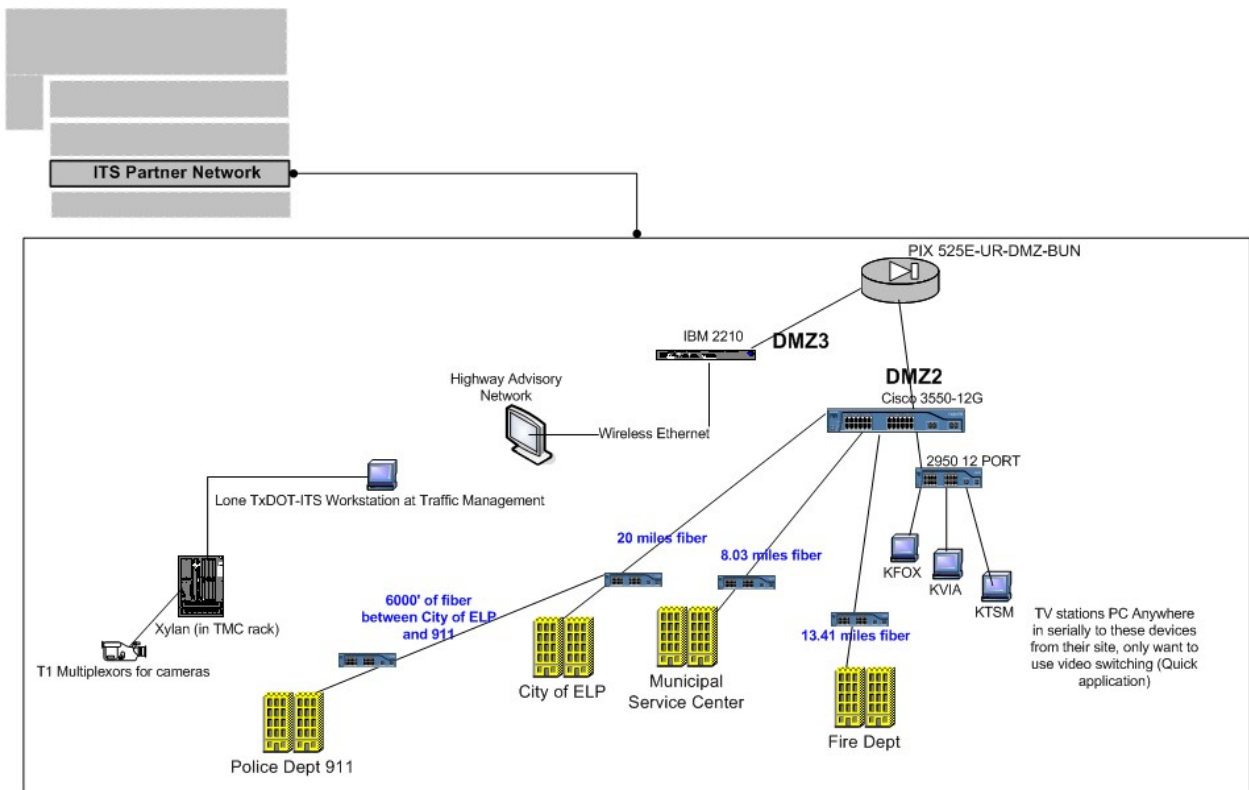 ITS Partner Network
PIX 525E-UR-DMZ-BUN
IBM 2210
DMZ3
DMZ2
Cisco 3550-12G
Highway Advisory
Network
Wireless Ethernet
2950 12 PORT
Lone TxDOT-ITS Workstation at Traffic Management
20 miles fiber
8.03 miles fiber
KFOX
KVIA
KTSM
6000' of fiber
between City of ELP
and 911
Xylan (in TMC rack)
T1 Multiplexors for cameras
13.41 miles fiber
TV stations PC Anywhere
in serially to these devices
from their site, only want to
use video switching (Quick
application)
City of ELP
Municipal
Service Center
Fire Dept
Police Dept 911